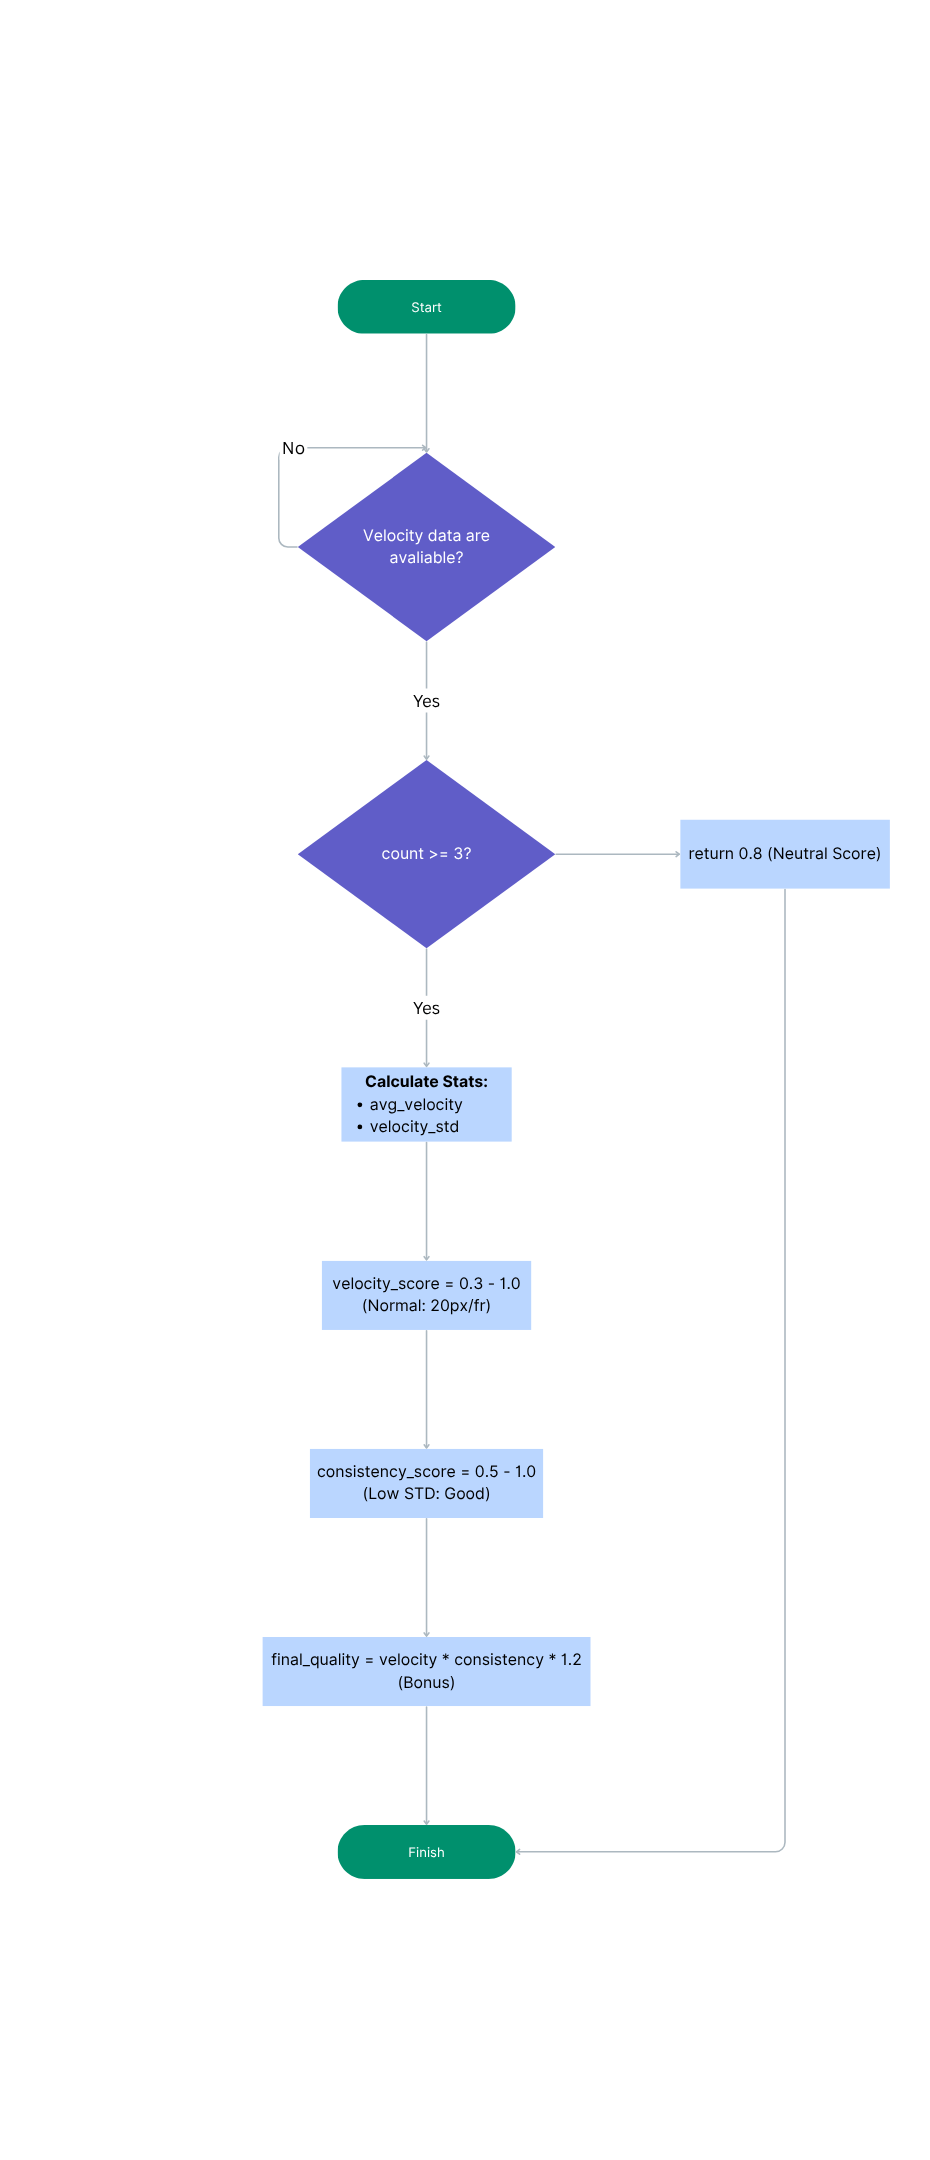 Start
No
Velocity data are
avaliable?
Yes
count >= 3?
return 0.8 (Neutral Score)
Yes
Calculate Stats:
• avg_velocity
• velocity_std
velocity_score = 0.3 - 1.0
(Normal: 20px/fr)
consistency_score = 0.5 - 1.0
(Low STD: Good)
final_quality = velocity * consistency * 1.2
(Bonus)
Finish